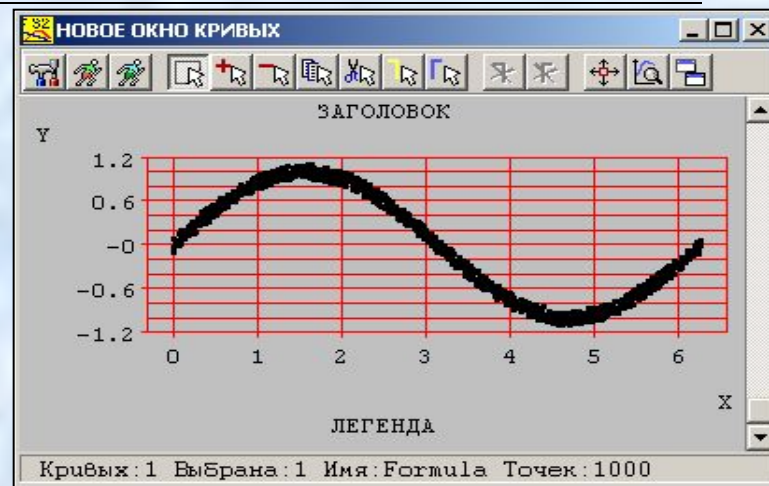 НОВОЕ ОКНО КРИВЫХ
ЗАГОЛОВОК
Y
1.2
0.6
-0
-0.6
-1.2
0 1 2 3 4 5 6
X
ЛЕГЕНДА
Кривых:1 Выбрана:1 Имя:Formula Точек:1000